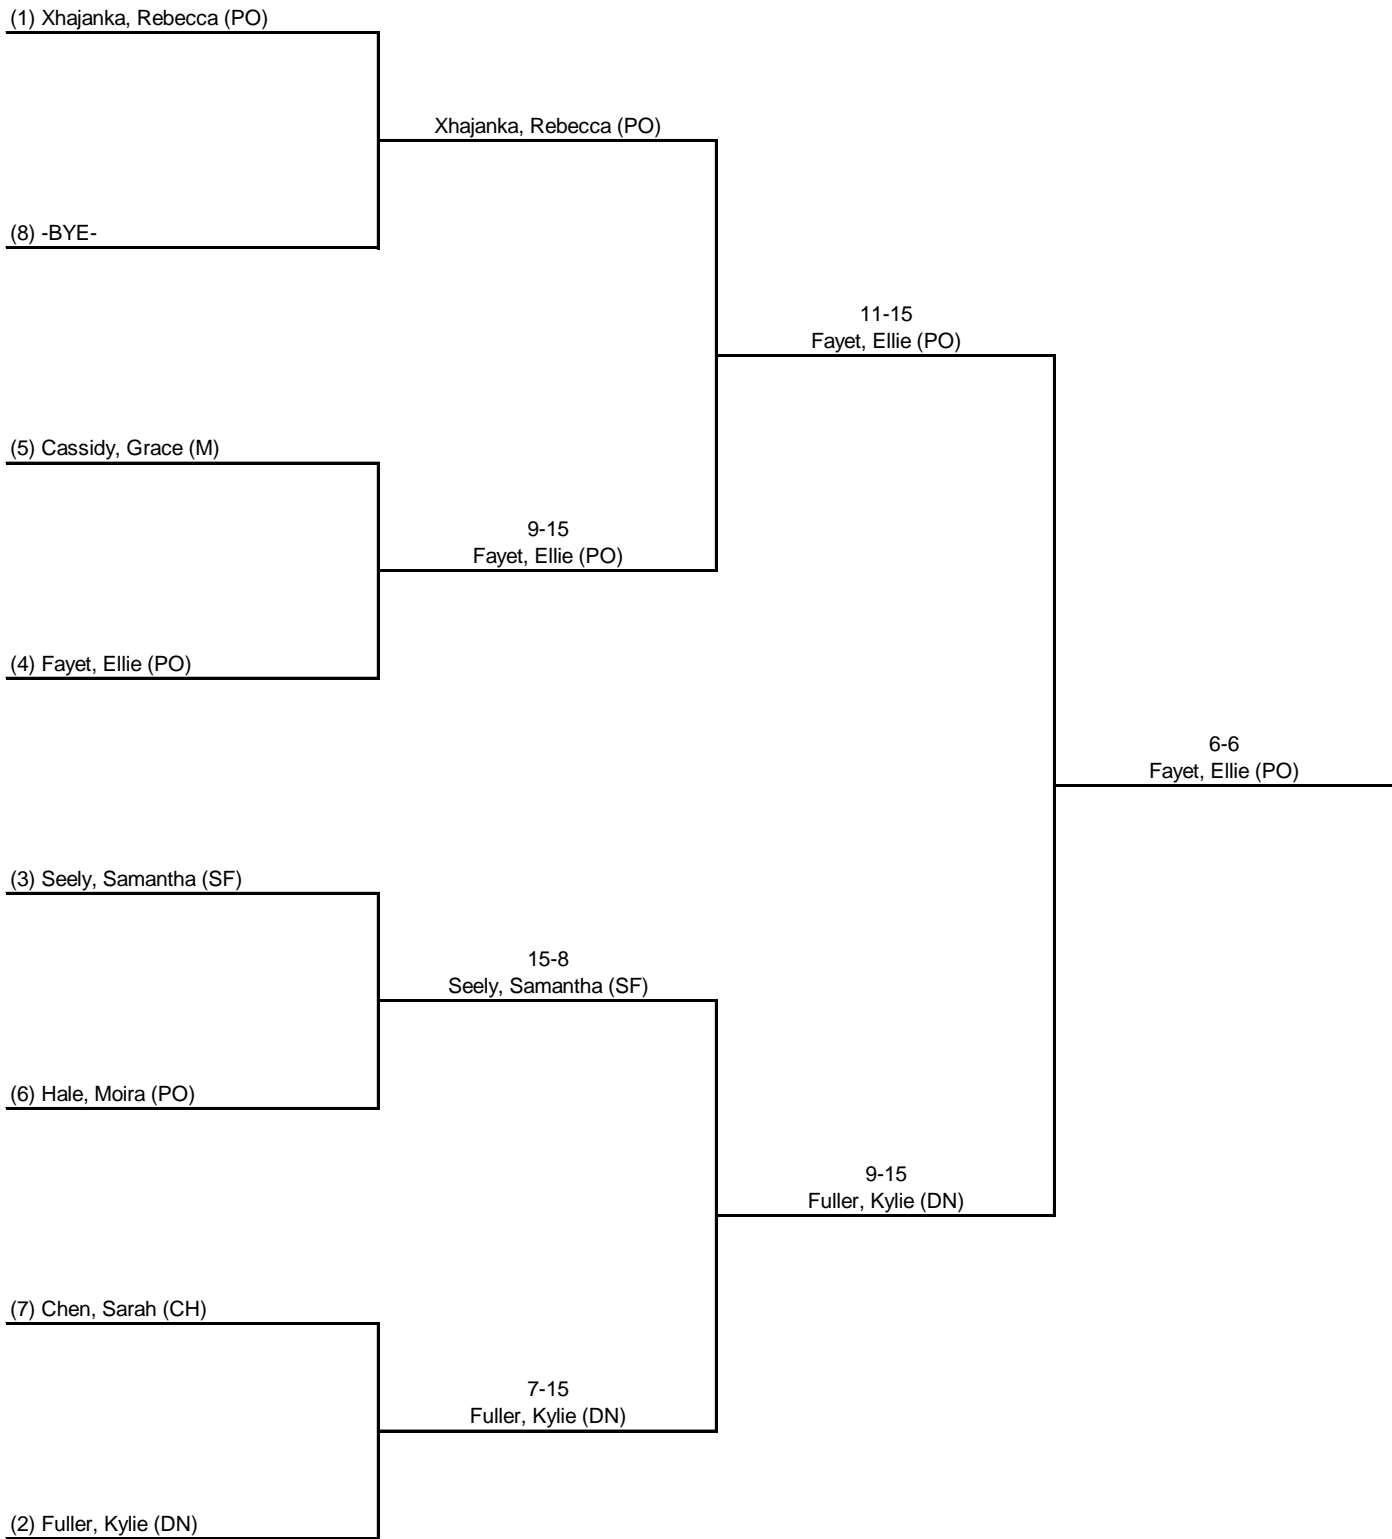 (1) Xhajanka, Rebecca (PO)
Xhajanka, Rebecca (PO)
(8) -BYE-
11-15
Fayet, Ellie (PO)
(5) Cassidy, Grace (M)
9-15
Fayet, Ellie (PO)
(4) Fayet, Ellie (PO)
6-6
Fayet, Ellie (PO)
(3) Seely, Samantha (SF)
15-8
Seely, Samantha (SF)
(6) Hale, Moira (PO)
9-15
Fuller, Kylie (DN)
(7) Chen, Sarah (CH)
7-15
Fuller, Kylie (DN)
(2) Fuller, Kylie (DN)